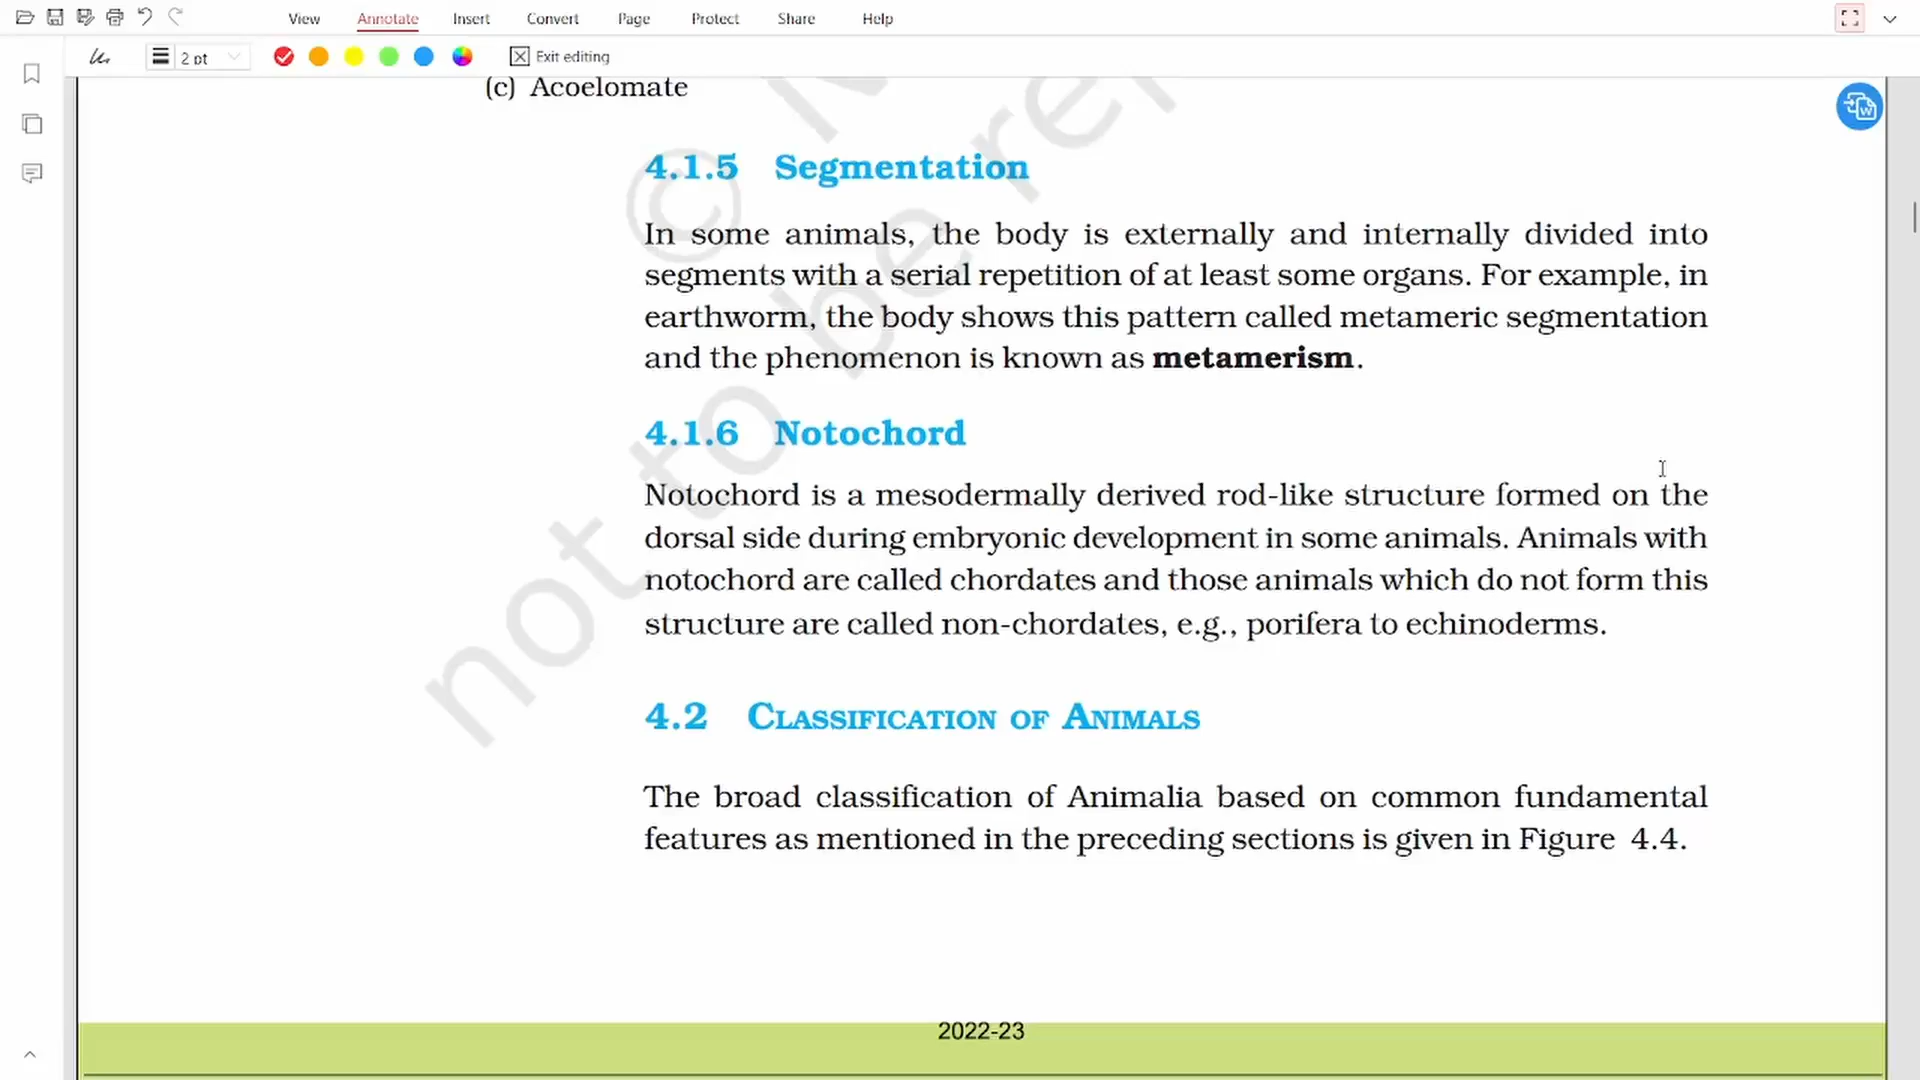 View Annotate Insert Convert Page Protect Share Help
2 pt Exit editing
(c) Acoelomate
4.1.5 Segmentation
In some animals, the body is externally and internally divided into
segments with a serial repetition of at least some organs. For example, in
earthworm, the body shows this pattern called metameric segmentation
and the phenomenon is known as metamerism.
4.1.6 Notochord
Notochord is a mesodermally derived rod-like structure formed on the
dorsal side during embryonic development in some animals. Animals with
notochord are called chordates and those animals which do not form this
structure are called non-chordates, e.g., porifera to echinoderms.
4.2 CLASSIFICATION OF ANIMALS
The broad classification of Animalia based on common fundamental
features as mentioned in the preceding sections is given in Figure 4.4.
2022-23
©
not to be re